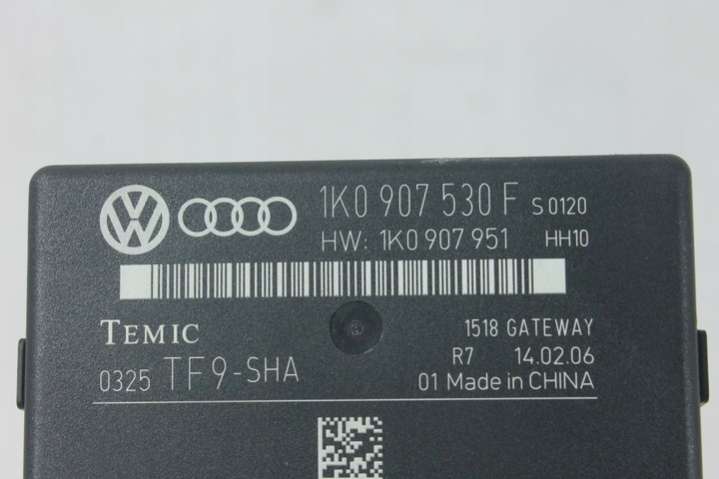 1K0 907 530 F S 0120
HW: 1K0 907 951 HH10
TEMIC 1518 GATEWAY
R7 14.02.06
0325 TF9-SHA 01 Made in CHINA